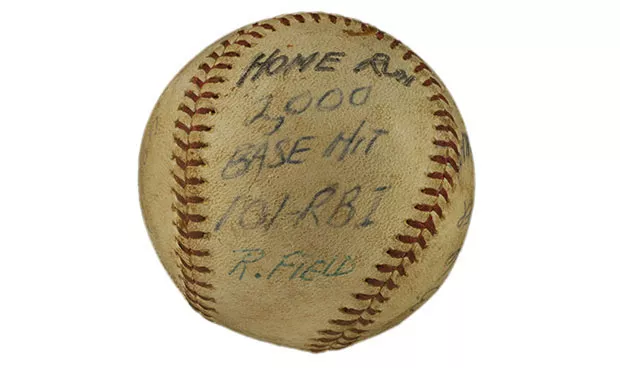 HOME RUN
2,000
BASE HIT
101-RBI
R. FIELD